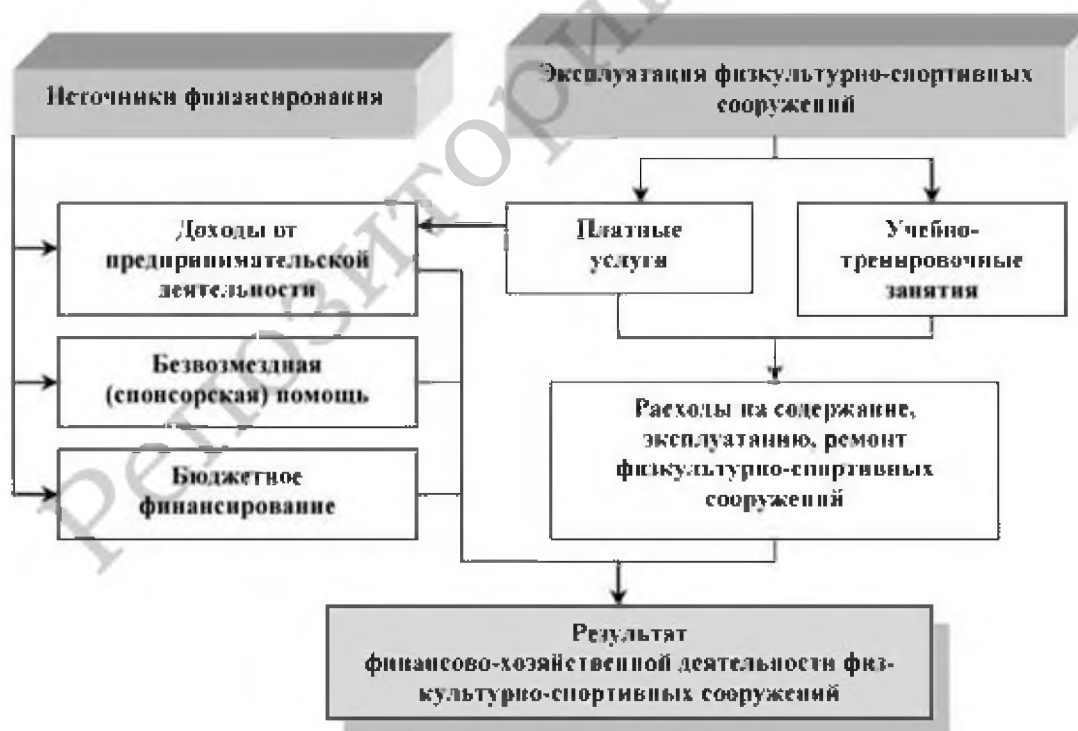 Репозитори
Источники финансирования
Эксплуатация физкультурно-спортивных
сооружений
Доходы от
предпринимательской
деятельности
Платные
услуги
Учебно-
тренировочные
занятия
Безвозмездная
(спонсорская) помощь
Расходы на содержание,
эксплуатацию, ремонт
физкультурно-спортивных
сооружений
Бюджетное
финансирование
Результат
финансово-хозяйственной деятельности физ-
культурно-спортивных сооружений